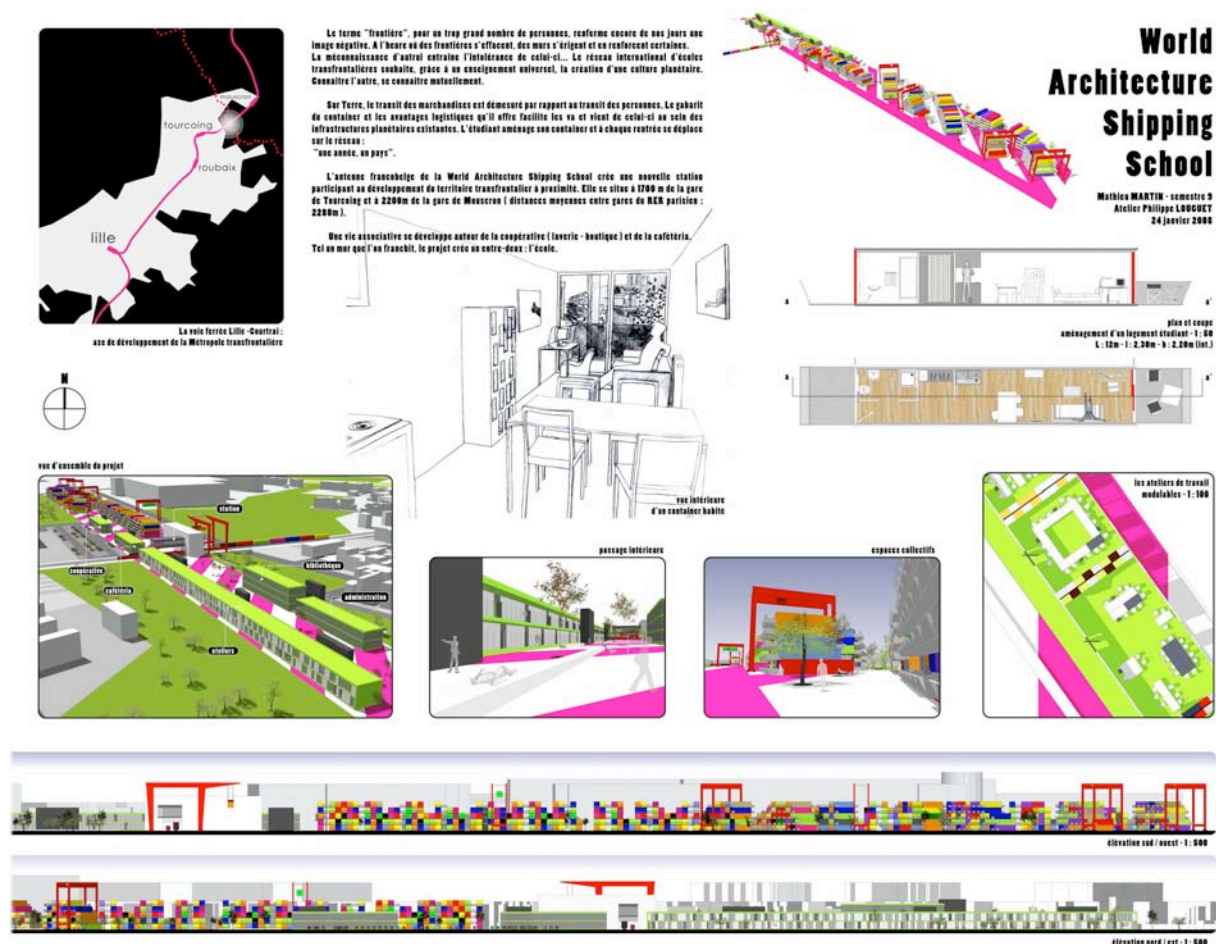 mouscron
tourcoing
roubaix
lille
La voie ferrée Lille -Courtrai :
axe de développement de la Métropole transfrontalière
N
Le terme "frontière", pour un trop grand nombre de personnes, renferme encore de nos jours une
image négative. A l'heure où des frontières s'effacent, des murs s'érigent et en renforcent certaines.
La méconnaissance d'autrui entraine l'intolérance de celui-ci... Le réseau international d'écoles
transfrontalières souhaite, grâce à un enseignement universel, la création d'une culture planétaire.
Connaître l'autre, se connaître mutuellement.
Sur Terre, le transit des marchandises est démesuré par rapport au transit des personnes. Le gabarit
du container et les avantages logistiques qu'il offre facilite les va et vient de celui-ci au sein des
infrastructures planétaires existantes. L'étudiant aménage son container et à chaque rentrée se déplace
sur le réseau :
"une année, un pays".
L'antenne francobelge de la World Architecture Shipping School crée une nouvelle station
participant au développement du territoire transfrontalier à proximité. Elle se situe à 1700 m de la gare
de Tourcoing et à 2200m de la gare de Mouscron ( distances moyennes entre gares du RER parisien :
2280m ).
Une vie associative se développe autour de la coopérative ( laverie - boutique ) et de la cafétéria.
Tel un mur que l'on franchit, le projet crée un entre-deux : l'école.
World
Architecture
Shipping
School
Mathieu MARTIN - semestre 9
Atelier Philippe LOUGUET
24 janvier 2008
a a'
plan et coupe
aménagement d'un logement étudiant - 1 : 50
L : 12m - l : 2,30m - h : 2,20m (int.)
a a'
vue intérieure
d'un container habité
vue d'ensemble du projet
station
coopérative
cafétéria
bibliothèque
administration
ateliers
passage intérieure
espaces collectifs
les ateliers de travail
modulables - 1 : 100
élévation sud / ouest - 1 : 500
élévation nord / est - 1 : 500